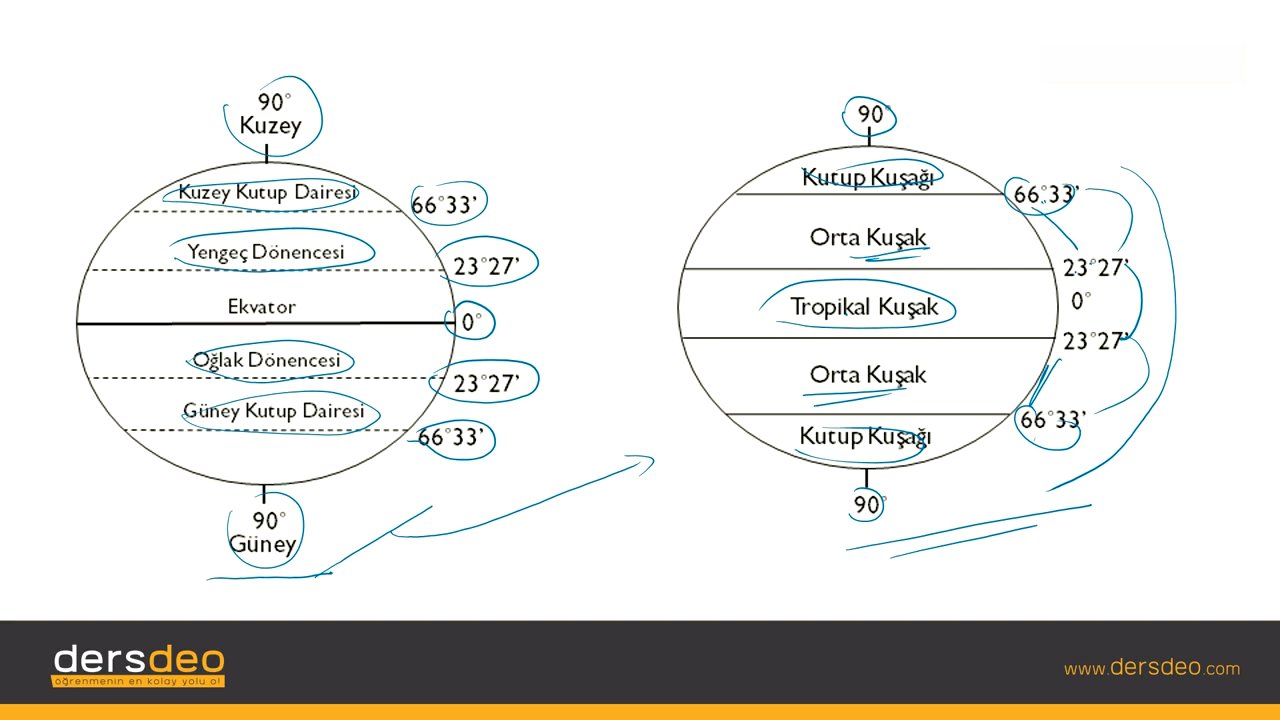 90°
Kuzey
Kuzey Kutup Dairesi
66°33'
Yengeç Dönencesi
23°27'
Ekvator
0°
Oğlak Dönencesi
23°27'
Güney Kutup Dairesi
66°33'
90°
Güney
90°
Kutup Kuşağı
66°33'
Orta Kuşak
23°27'
Tropikal Kuşak
0°
23°27'
Orta Kuşak
66°33'
Kutup Kuşağı
90°
dersdeo
öğrenmenin en kolay yolu o!
www.dersdeo.com